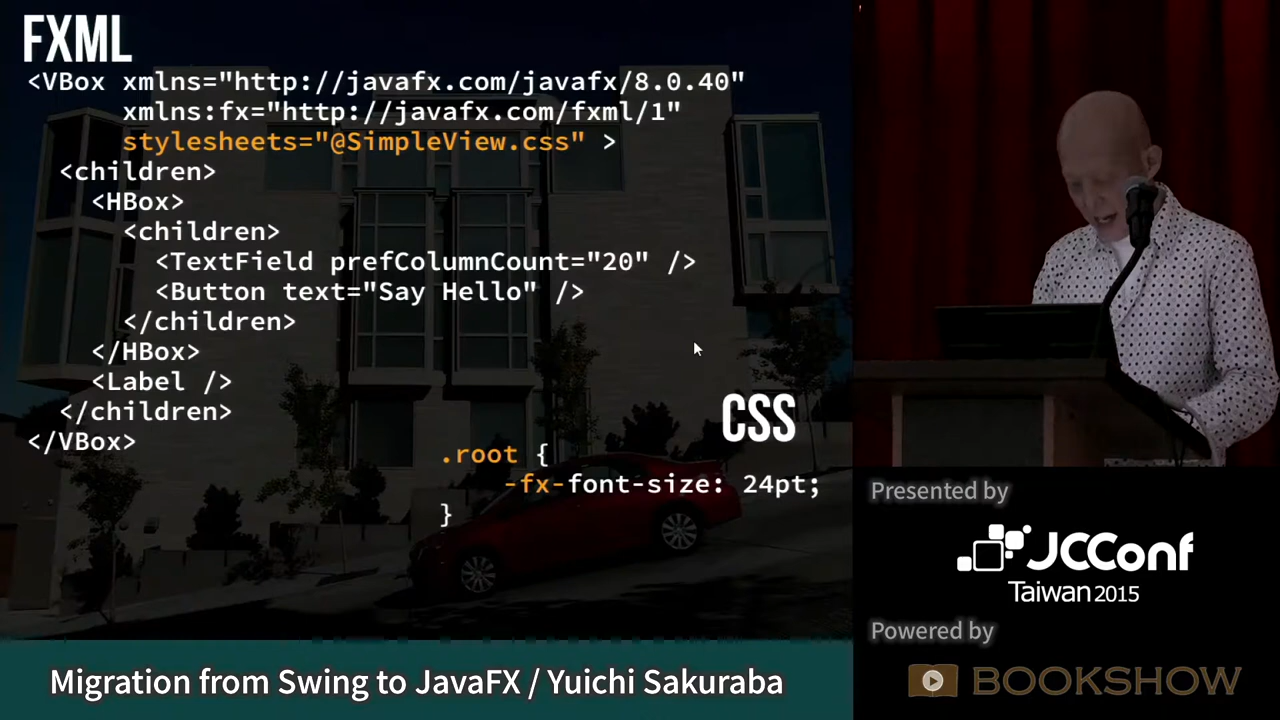 FXML
<VBox xmlns="http://javafx.com/javafx/8.0.40"
      xmlns:fx="http://javafx.com/fxml/1"
      stylesheets="@SimpleView.css" >
  <children>
    <HBox>
      <children>
        <TextField prefColumnCount="20" />
        <Button text="Say Hello" />
      </children>
    </HBox>
    <Label />
  </children>
</VBox>
CSS
.root {
    -fx-font-size: 24pt;
}
Presented by
JCConf
Taiwan 2015
Powered by
BOOKSHOW
Migration from Swing to JavaFX / Yuichi Sakuraba